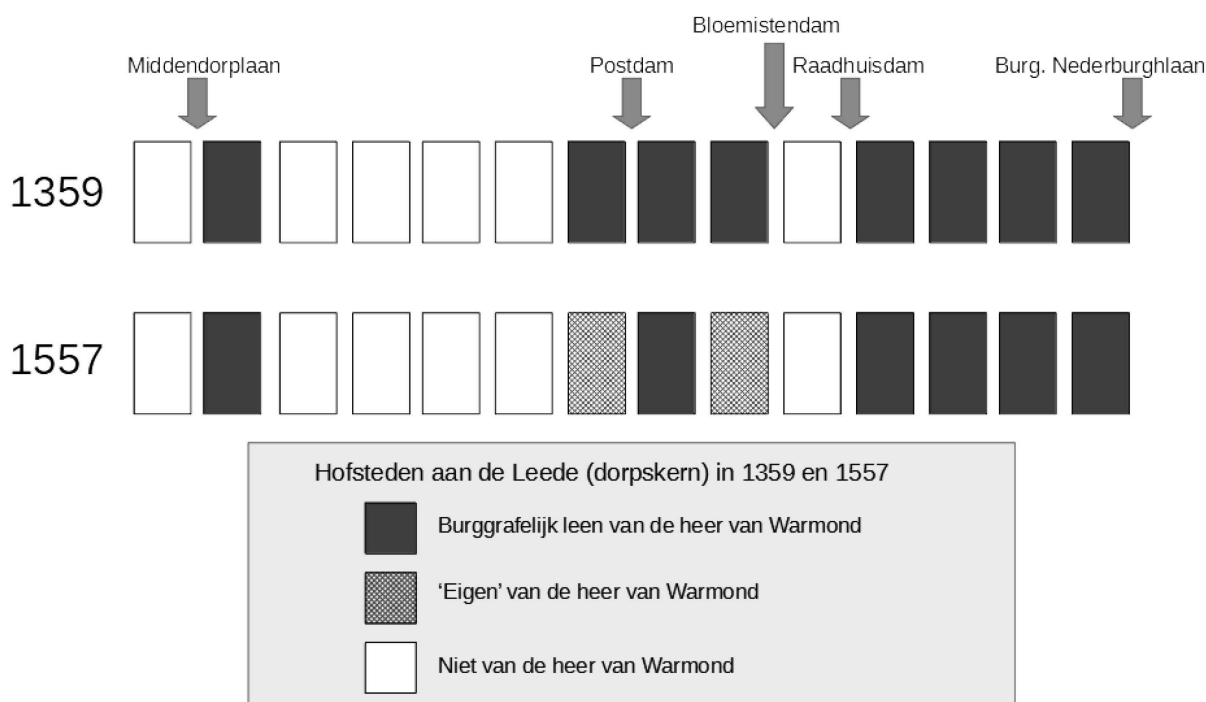 Bloemistendam
Middendorplaan
Postdam
Raadhuisdam
Burg. Nederburghlaan
1359
1557
Hofsteden aan de Leede (dorpskern) in 1359 en 1557
Burggrafelijk leen van de heer van Warmond
‘Eigen’ van de heer van Warmond
Niet van de heer van Warmond